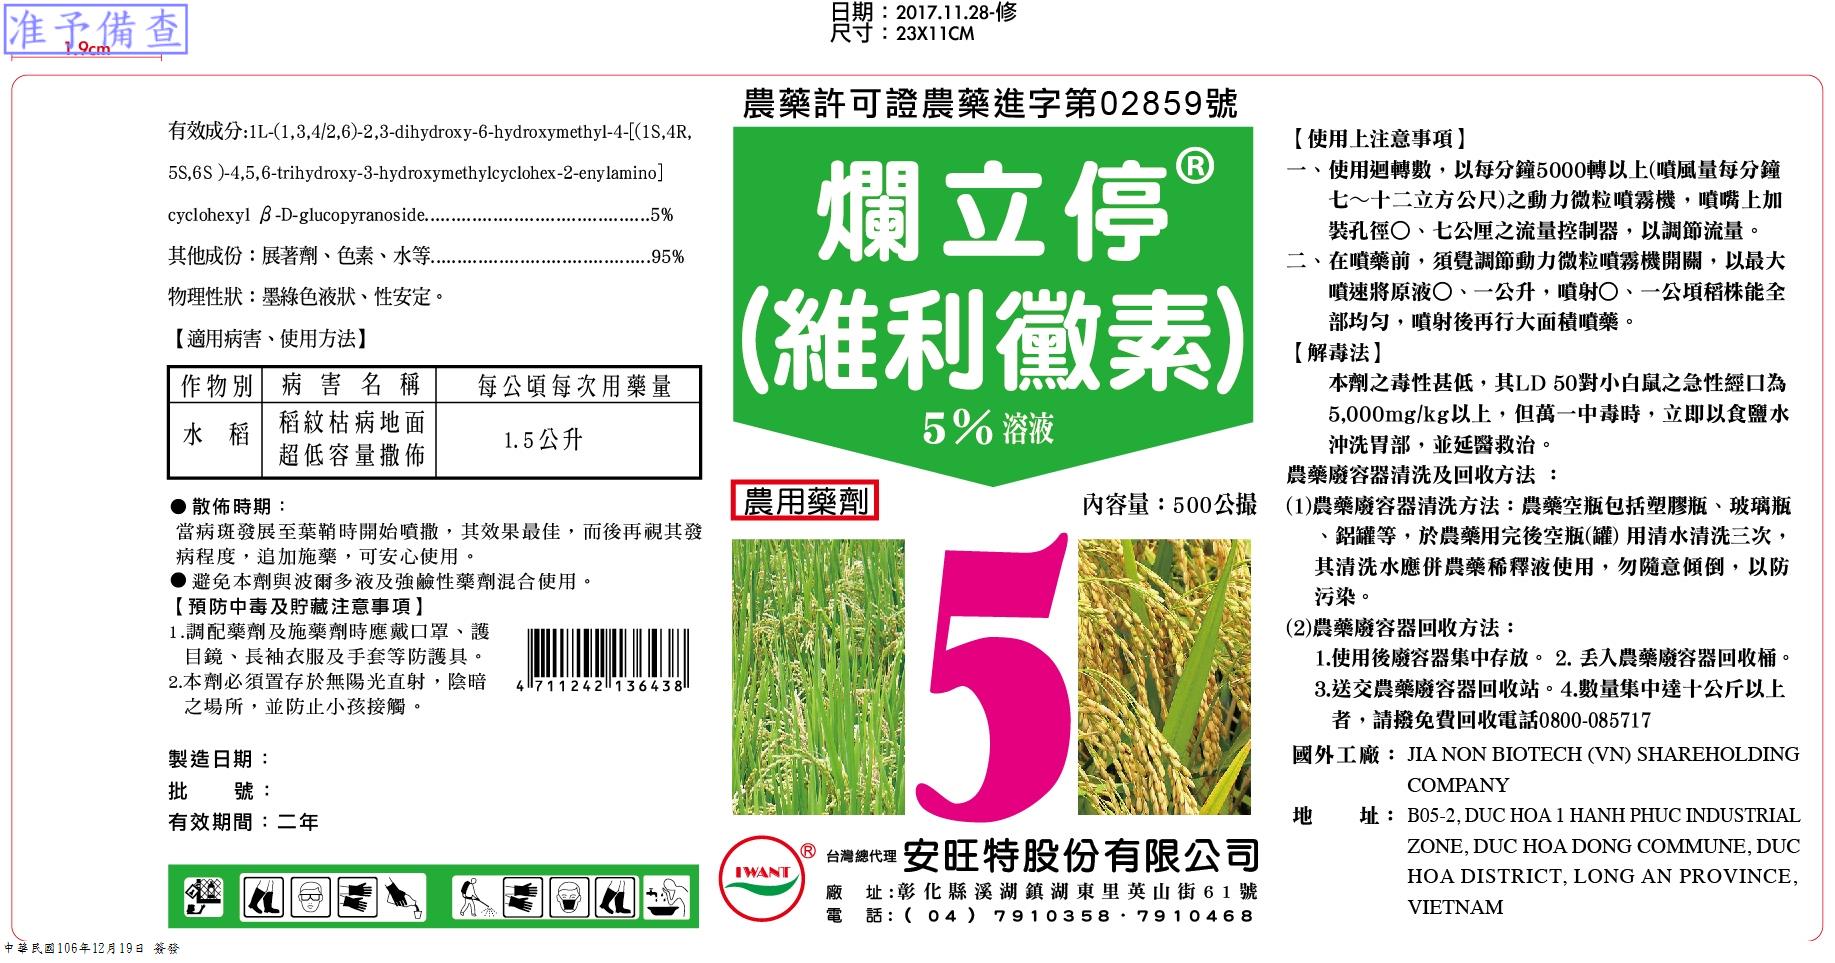 准予備查
1.9cm
日期：2017.11.28-修
尺寸：23X11CM
有效成分:1L-(1,3,4/2,6)-2,3-dihydroxy-6-hydroxymethyl-4-[(1S,4R,
5S,6S )-4,5,6-trihydroxy-3-hydroxymethylcyclohex-2-enylamino]
cyclohexyl β-D-glucopyranoside...........................................5%
其他成份：展著劑、色素、水等..........................................95%
物理性狀：墨綠色液狀、性安定。
【適用病害、使用方法】
作物別 病害名稱 每公頃每次用藥量
水稻 稻紋枯病地面 1.5公升
超低容量撒佈
●散佈時期：
當病斑發展至葉鞘時開始噴撒，其效果最佳，而後再視其發
病程度，追加施藥，可安心使用。
●避免本劑與波爾多液及強鹼性藥劑混合使用。
【預防中毒及貯藏注意事項】
1.調配藥劑及施藥劑時應戴口罩、護
目鏡、長袖衣服及手套等防護具。
2.本劑必須置存於無陽光直射，陰暗
之場所，並防止小孩接觸。
4 711242 136438
製造日期：
批　　號：
有效期間：二年
農藥許可證農藥進字第02859號
爛立停®
(維利黴素)
5%溶液
農用藥劑
內容量：500公撮
5
IWANT ®
台灣總代理 安旺特股份有限公司
廠　址:彰化縣溪湖鎮湖東里英山街61號
電　話:(04)7910358·7910468
【使用上注意事項】
一、使用迴轉數，以每分鐘5000轉以上(噴風量每分鐘
七～十二立方公尺)之動力微粒噴霧機，噴嘴上加
裝孔徑〇、七公厘之流量控制器，以調節流量。
二、在噴藥前，須覺調節動力微粒噴霧機開關，以最大
噴速將原液〇、一公升，噴射〇、一公頃稻株能全
部均勻，噴射後再行大面積噴藥。
【解毒法】
本劑之毒性甚低，其LD 50對小白鼠之急性經口為
5,000mg/kg以上，但萬一中毒時，立即以食鹽水
沖洗胃部，並延醫救治。
農藥廢容器清洗及回收方法 ：
(1)農藥廢容器清洗方法：農藥空瓶包括塑膠瓶、玻璃瓶
、鋁罐等，於農藥用完後空瓶(罐) 用清水清洗三次，
其清洗水應併農藥稀釋液使用，勿隨意傾倒，以防
污染。
(2)農藥廢容器回收方法：
1.使用後廢容器集中存放。 2. 丟入農藥廢容器回收桶。
3.送交農藥廢容器回收站。4.數量集中達十公斤以上
者，請撥免費回收電話0800-085717
國外工廠： JIA NON BIOTECH (VN) SHAREHOLDING
COMPANY
地　　址： B05-2, DUC HOA 1 HANH PHUC INDUSTRIAL
ZONE, DUC HOA DONG COMMUNE, DUC
HOA DISTRICT, LONG AN PROVINCE,
VIETNAM
中華民國106年12月19日 簽發